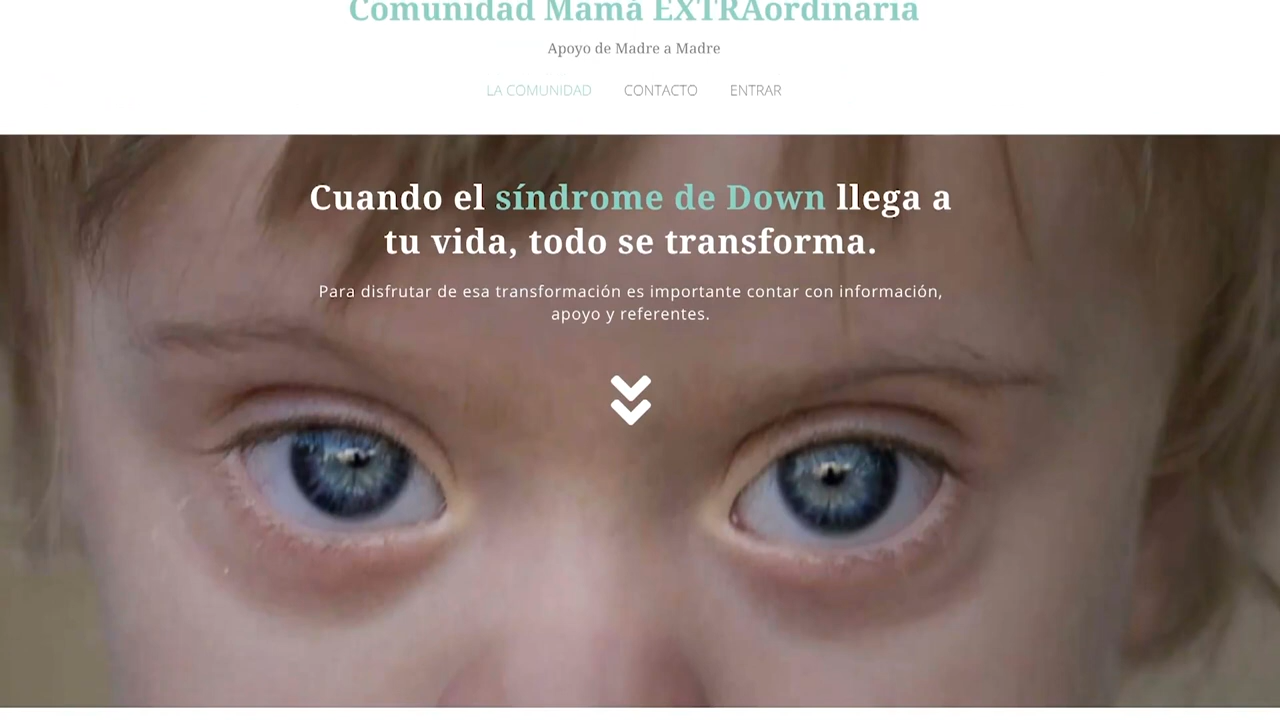 Comunidad Mamá EXTRAordinaria
Apoyo de Madre a Madre
LA COMUNIDAD CONTACTO ENTRAR
Cuando el síndrome de Down llega a
tu vida, todo se transforma.
Para disfrutar de esa transformación es importante contar con información,
apoyo y referentes.